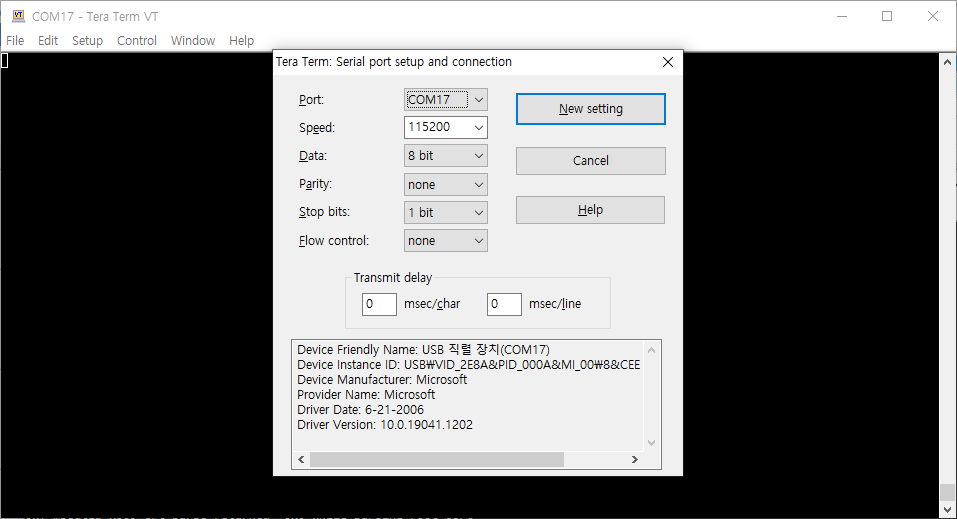 COM17 - Tera Term VT
File Edit Setup Control Window Help
Tera Term: Serial port setup and connection
Port: COM17 New setting
Speed: 115200
Data: 8 bit Cancel
Parity: none
Stop bits: 1 bit Help
Flow control: none
Transmit delay
0 msec/char 0 msec/line
Device Friendly Name: USB 직렬 장치(COM17)
Device Instance ID: USB₩VID_2E8A&PID_000A&MI_00₩8&CEE
Device Manufacturer: Microsoft
Provider Name: Microsoft
Driver Date: 6-21-2006
Driver Version: 10.0.19041.1202